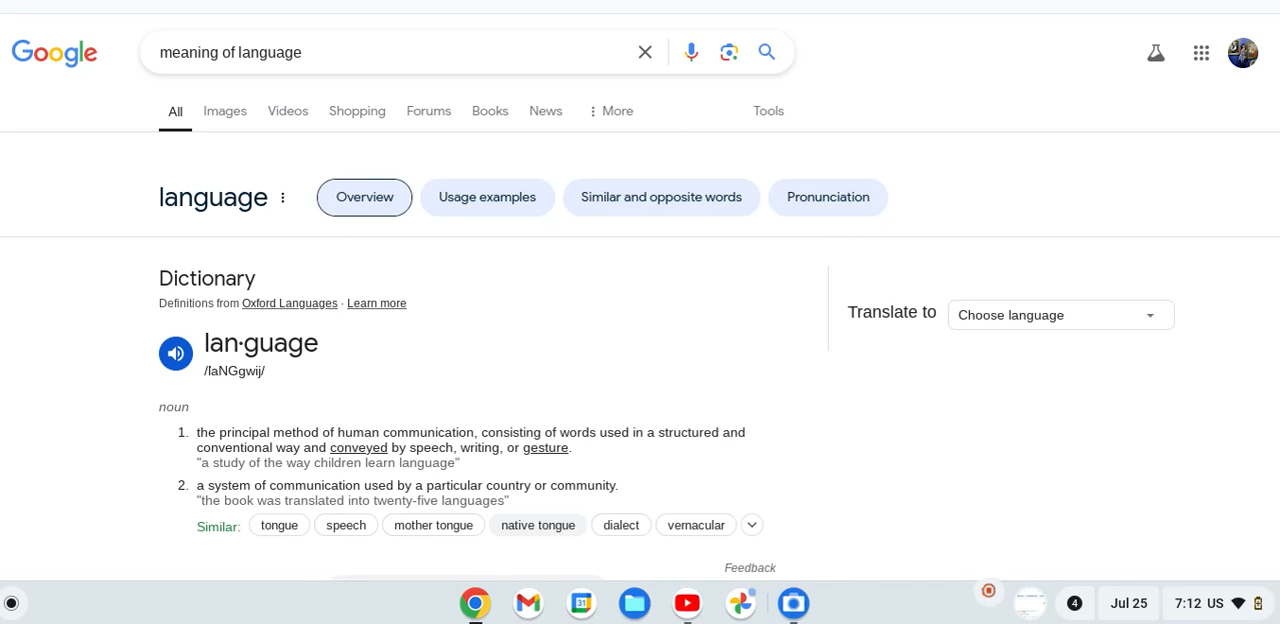 Google
meaning of language
All Images Videos Shopping Forums Books News More Tools
language Overview Usage examples Similar and opposite words Pronunciation
Dictionary
Definitions from Oxford Languages · Learn more
Translate to Choose language
lan·guage
/ˈlaNGgwij/
noun
1. the principal method of human communication, consisting of words used in a structured and
conventional way and conveyed by speech, writing, or gesture.
"a study of the way children learn language"
2. a system of communication used by a particular country or community.
"the book was translated into twenty-five languages"
Similar: tongue speech mother tongue native tongue dialect vernacular
Feedback
31 4 Jul 25 7:12 US